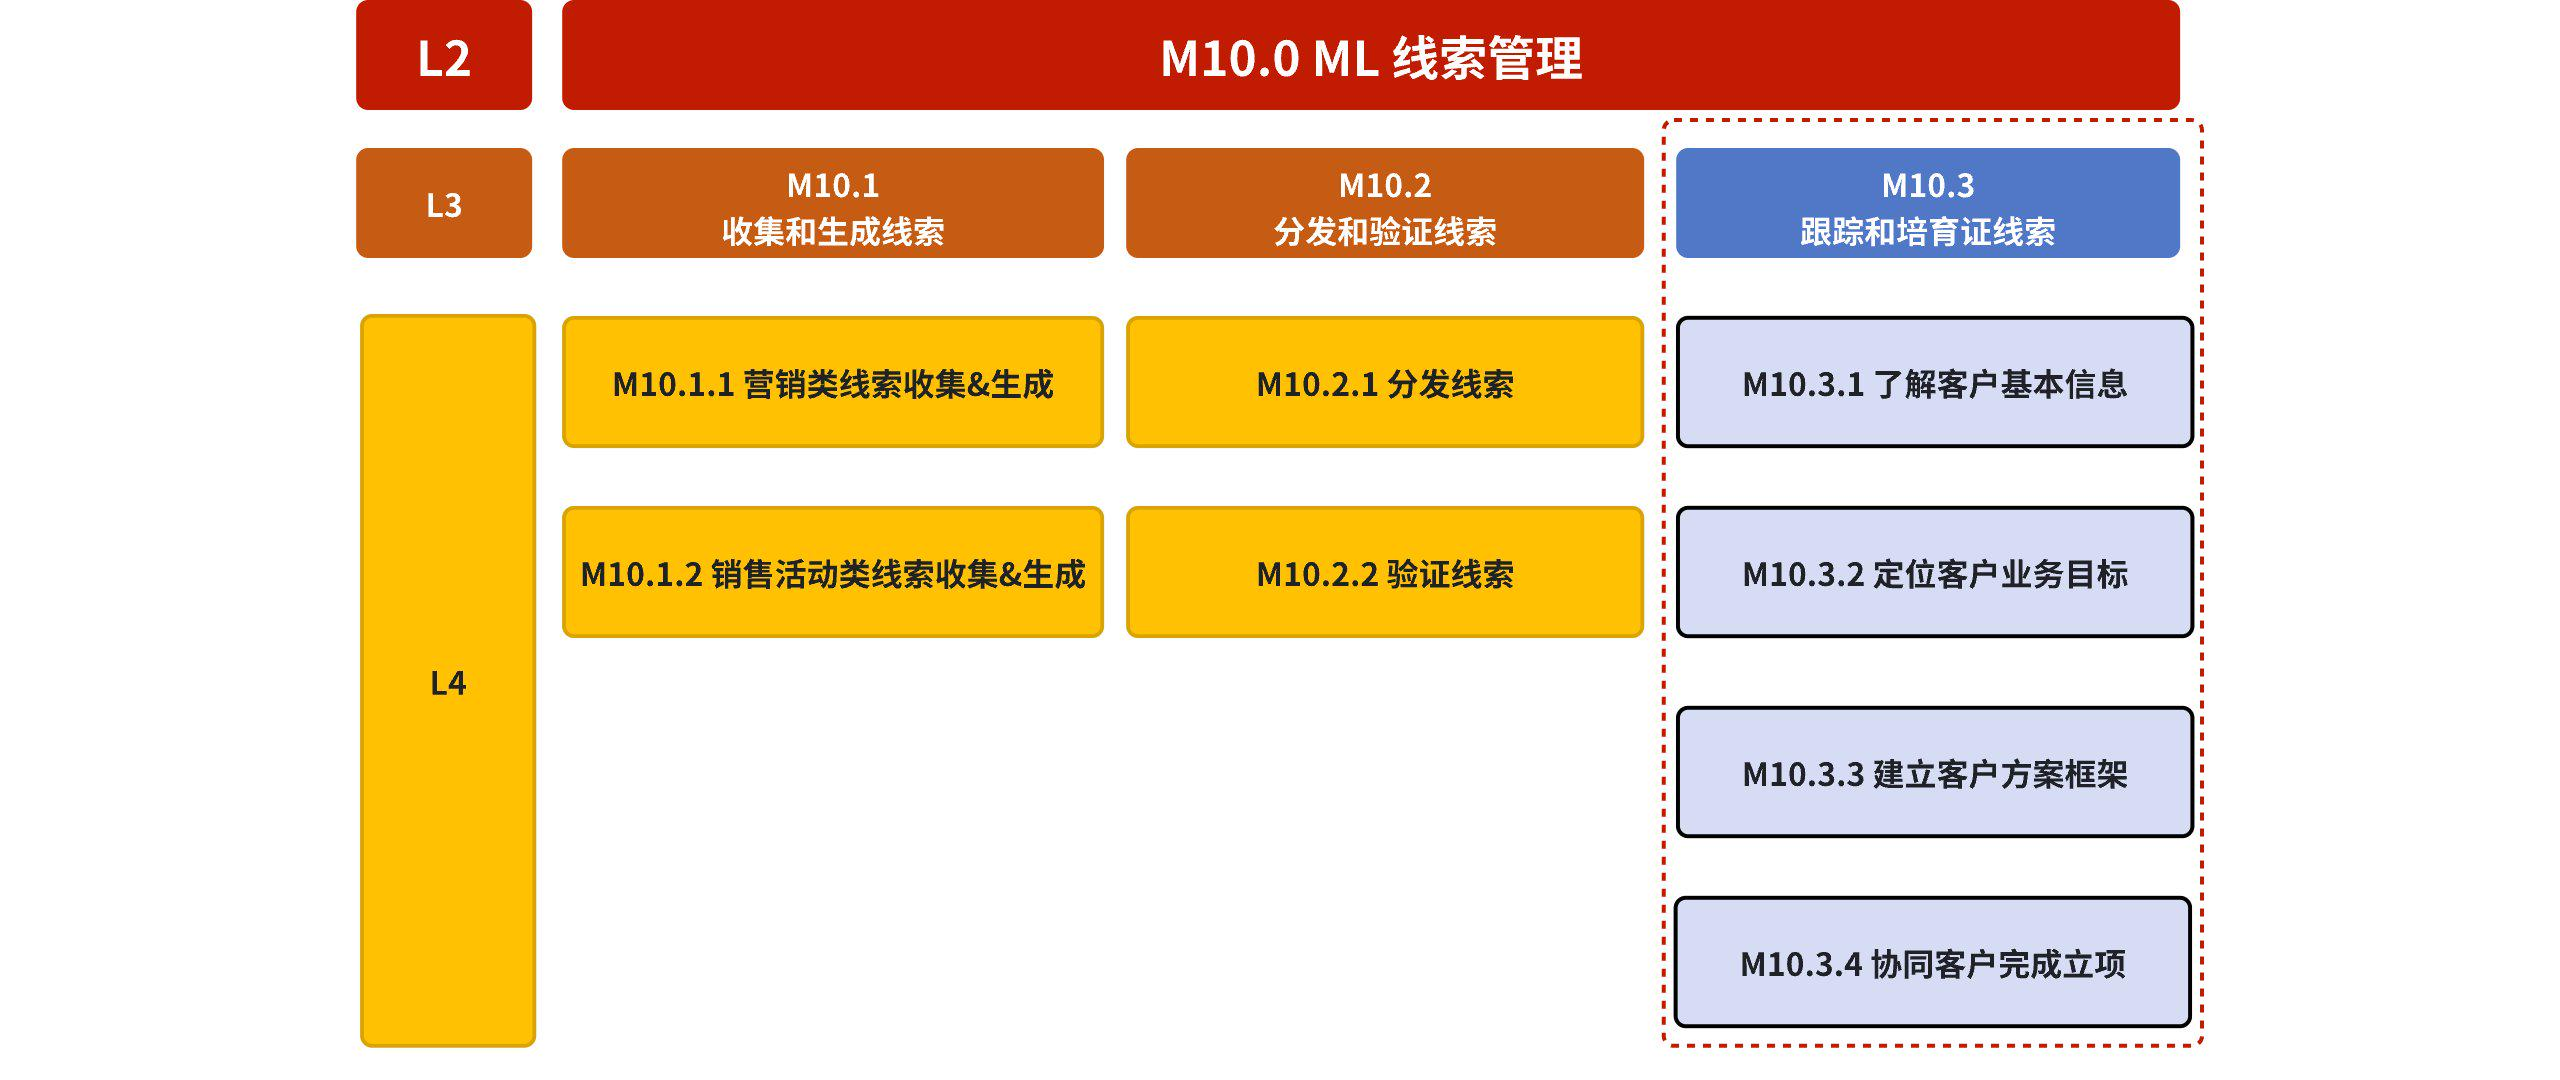 L2
M10.0 ML 线索管理
L3
M10.1
收集和生成线索
M10.2
分发和验证线索
M10.3
跟踪和培育证线索
L4
M10.1.1 营销类线索收集&生成
M10.2.1 分发线索
M10.3.1 了解客户基本信息
M10.1.2 销售活动类线索收集&生成
M10.2.2 验证线索
M10.3.2 定位客户业务目标
M10.3.3 建立客户方案框架
M10.3.4 协同客户完成立项